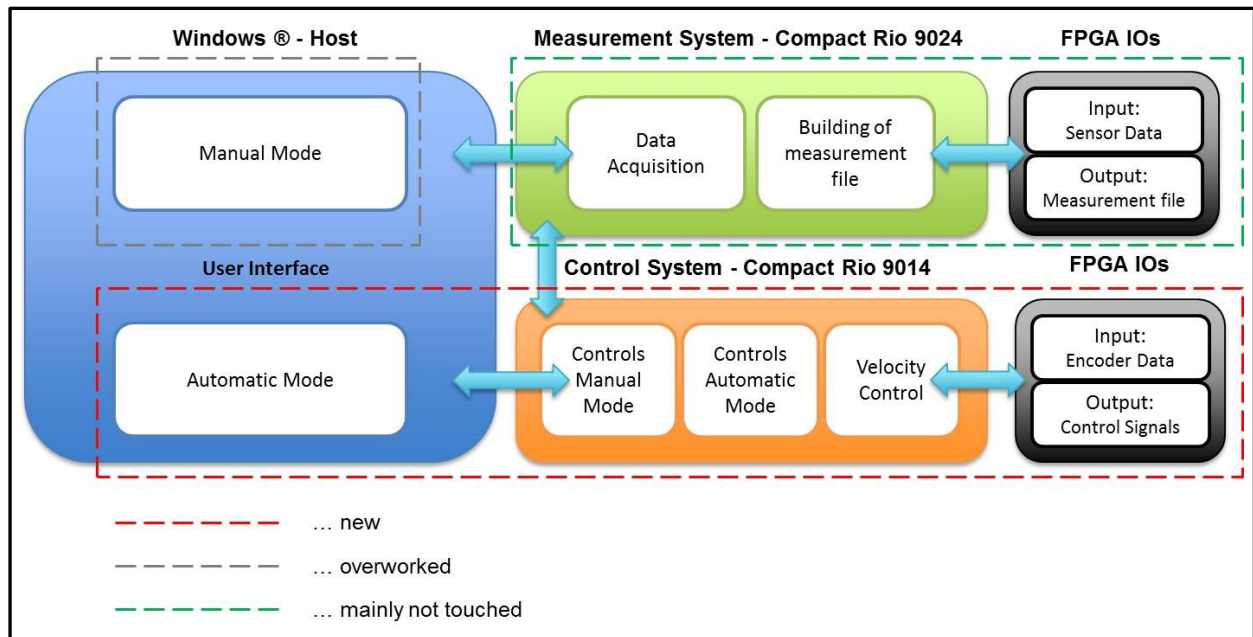 Windows ® - Host
Measurement System - Compact Rio 9024
FPGA IOs
Manual Mode
Data
Acquisition
Building of
measurement
file
Input:
Sensor Data
Output:
Measurement file
User Interface
Control System - Compact Rio 9014
FPGA IOs
Automatic Mode
Controls
Manual
Mode
Controls
Automatic
Mode
Velocity
Control
Input:
Encoder Data
Output:
Control Signals
... new
... overworked
... mainly not touched